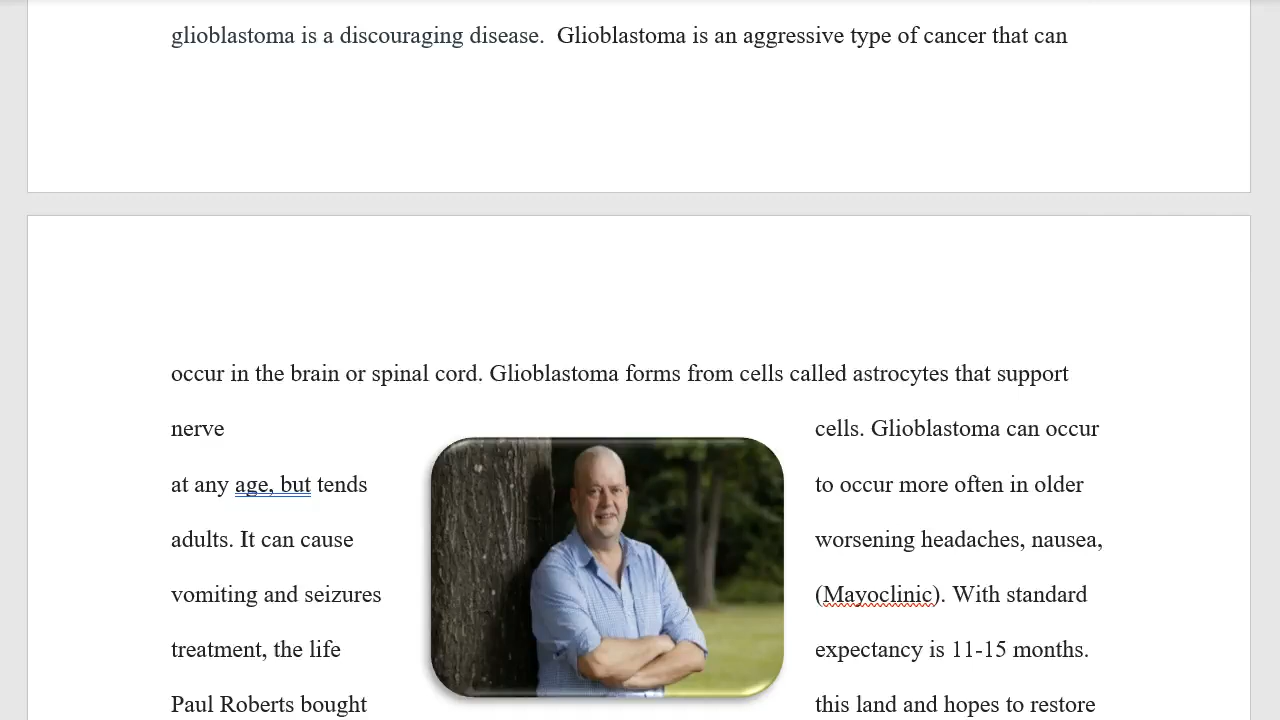 glioblastoma is a discouraging disease.  Glioblastoma is an aggressive type of cancer that can
occur in the brain or spinal cord. Glioblastoma forms from cells called astrocytes that support
nerve cells. Glioblastoma can occur
at any age, but tends to occur more often in older
adults. It can cause worsening headaches, nausea,
vomiting and seizures (Mayoclinic). With standard
treatment, the life expectancy is 11-15 months.
Paul Roberts bought this land and hopes to restore